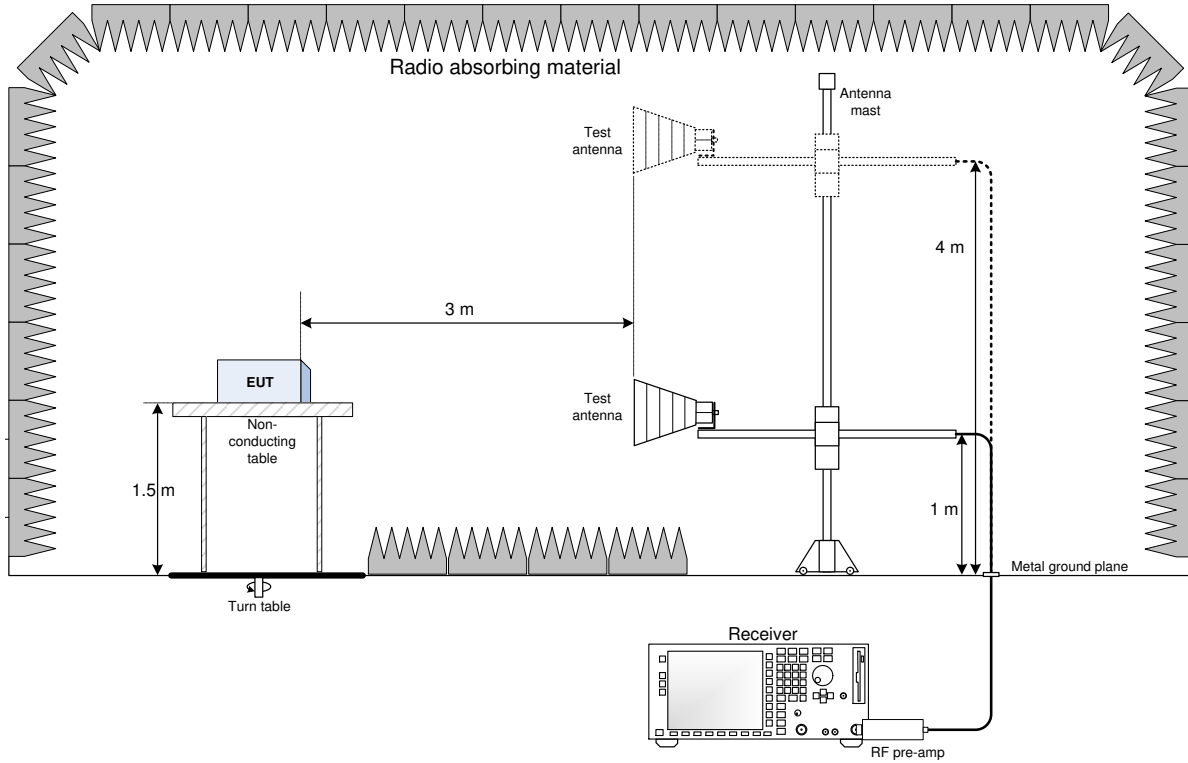 Radio absorbing material
Antenna
mast
Test
antenna
4 m
3 m
EUT
Test
antenna
Non-
conducting
table
1.5 m
1 m
Metal ground plane
Turn table
Receiver
RF pre-amp